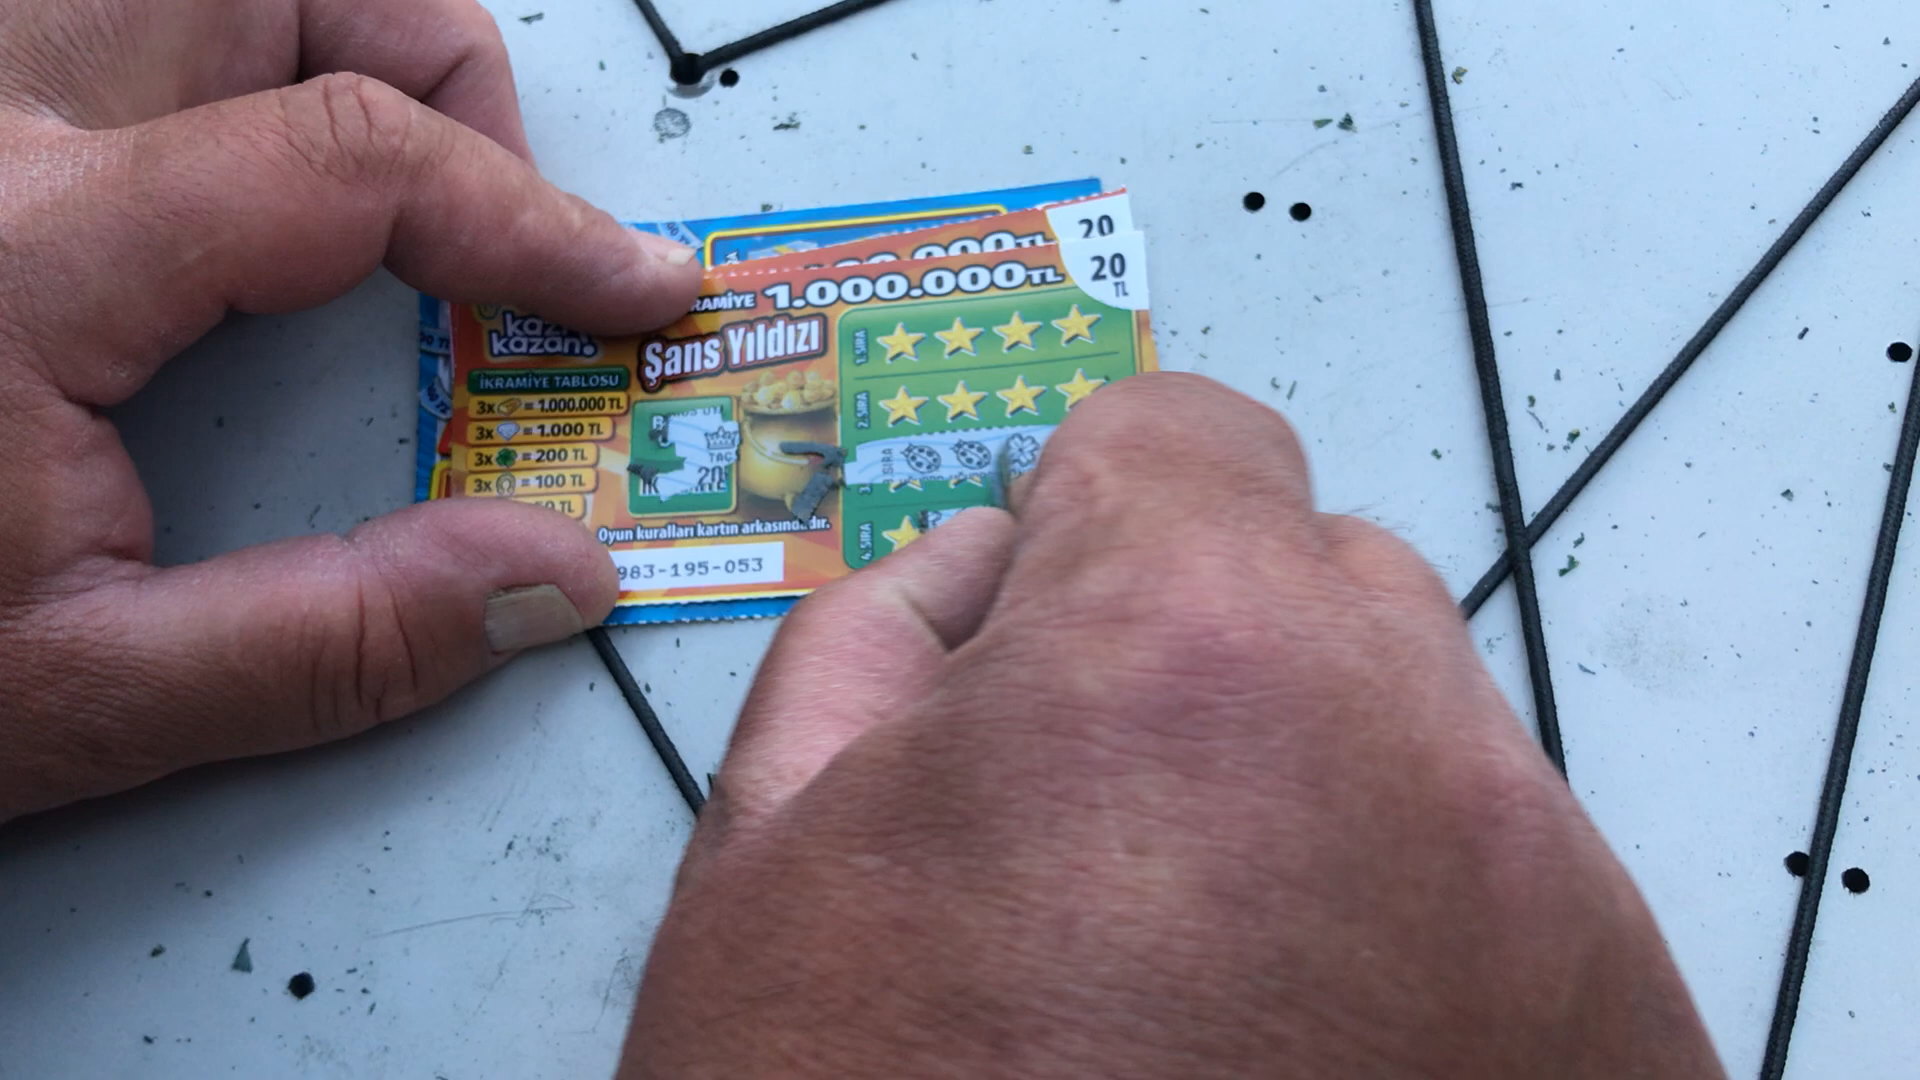 20
20
TL
1.000.000TL
kazan!
Şans Yıldızı
İKRAMİYE TABLOSU
3x = 1.000.000 TL
3x = 1.000 TL
3x = 200 TL
3x = 100 TL
TAÇ
20
1. SIRA
2. SIRA
4. SIRA
Oyun kuralları kartın arkasındadır.
983-195-053